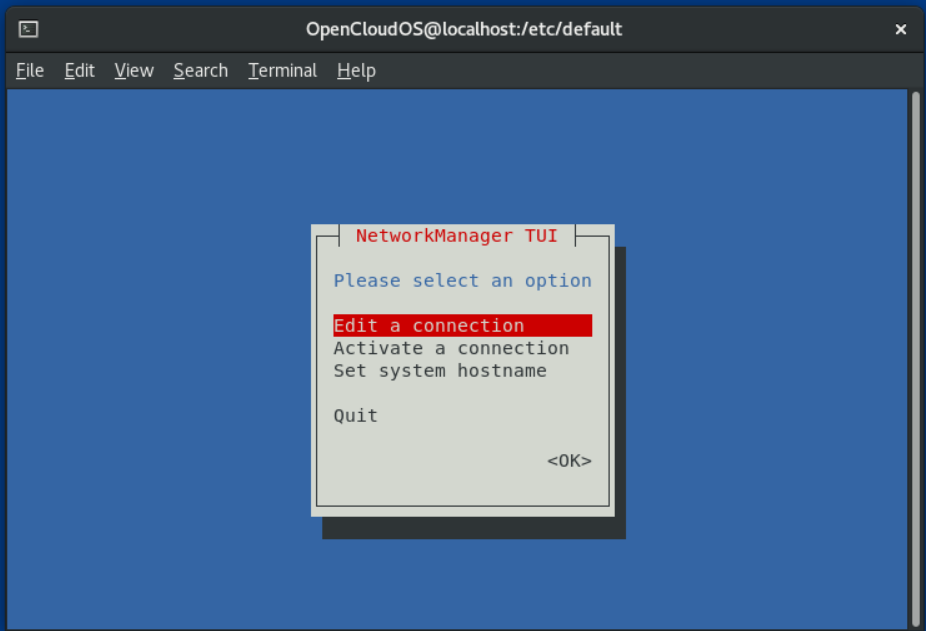 OpenCloudOS@localhost:/etc/default
File Edit View Search Terminal Help
NetworkManager TUI
Please select an option
Edit a connection
Activate a connection
Set system hostname
Quit
<OK>